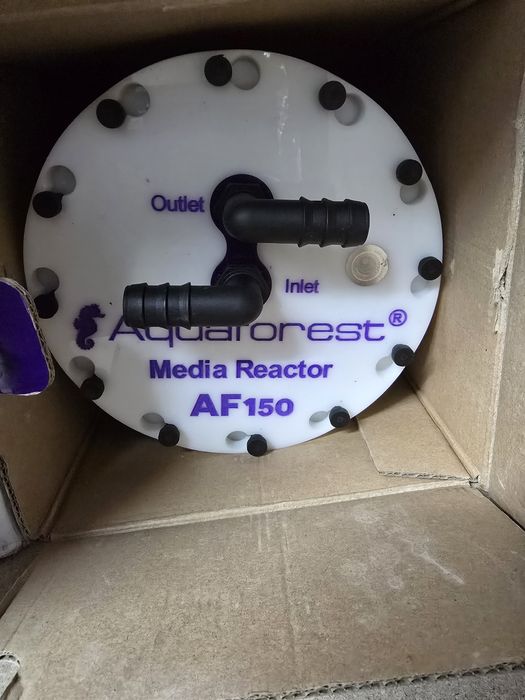 Outlet
Inlet
Aquaforest®
Media Reactor
AF150